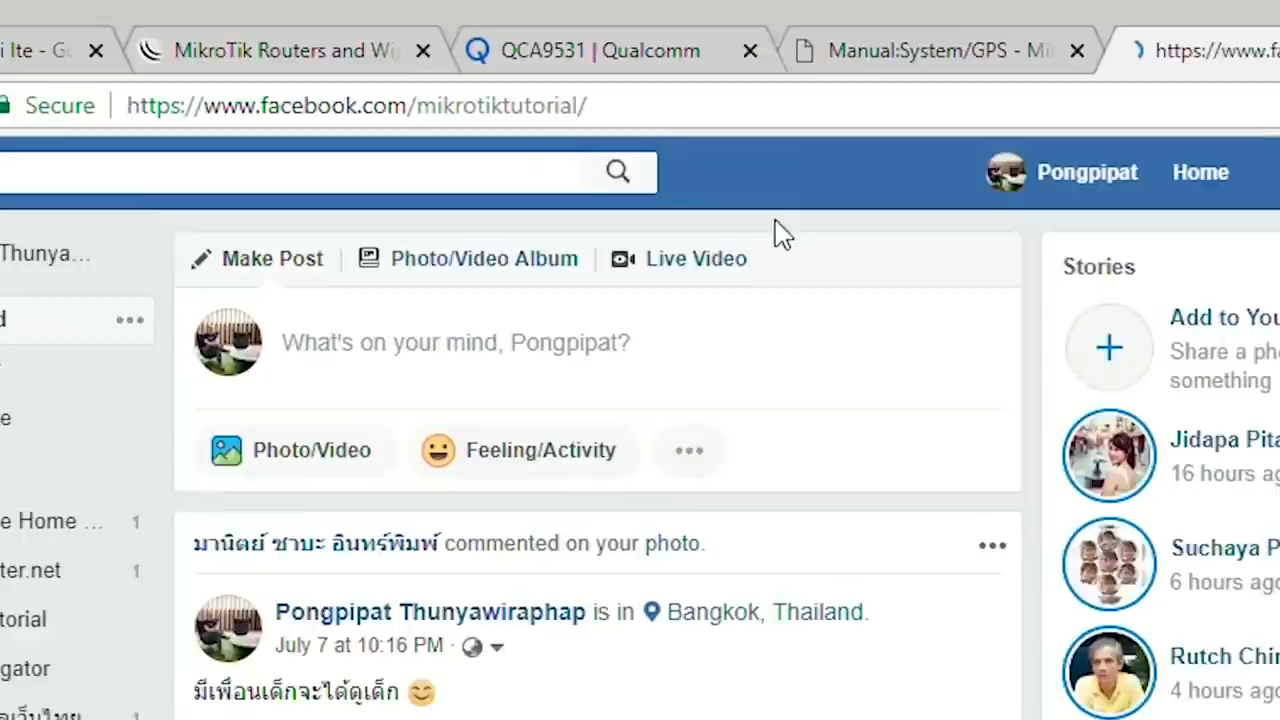 i lte - G
MikroTik Routers and Wi
QCA9531 | Qualcomm
Manual:System/GPS - Mi
https://www.fa
Secure
https://www.facebook.com/mikrotiktutorial/
Pongpipat
Home
Thunya...
Make Post
Photo/Video Album
Live Video
Stories
d
What's on your mind, Pongpipat?
Add to You
Share a pho
something
e
Photo/Video
Feeling/Activity
Jidapa Pita
16 hours ag
e Home ... 1
มานิตย์ ซาบะ อินทร์พิมพ์ commented on your photo.
Suchaya P
6 hours ago
ter.net 1
torial
Pongpipat Thunyawiraphap is in Bangkok, Thailand.
July 7 at 10:16 PM ·
gator
Rutch Chir
4 hours ago
มีเพื่อนเด็กจะได้ดูเด็ก 😊